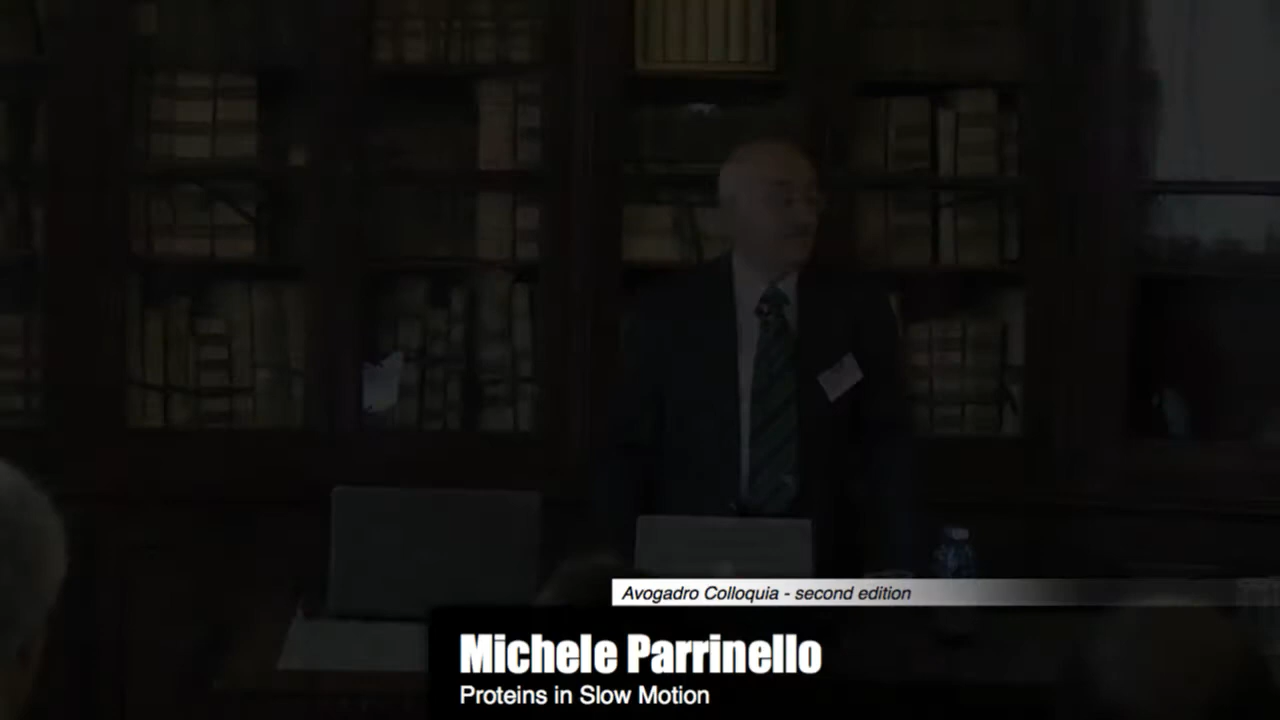 Avogadro Colloquia - second edition
Michele Parrinello
Proteins in Slow Motion